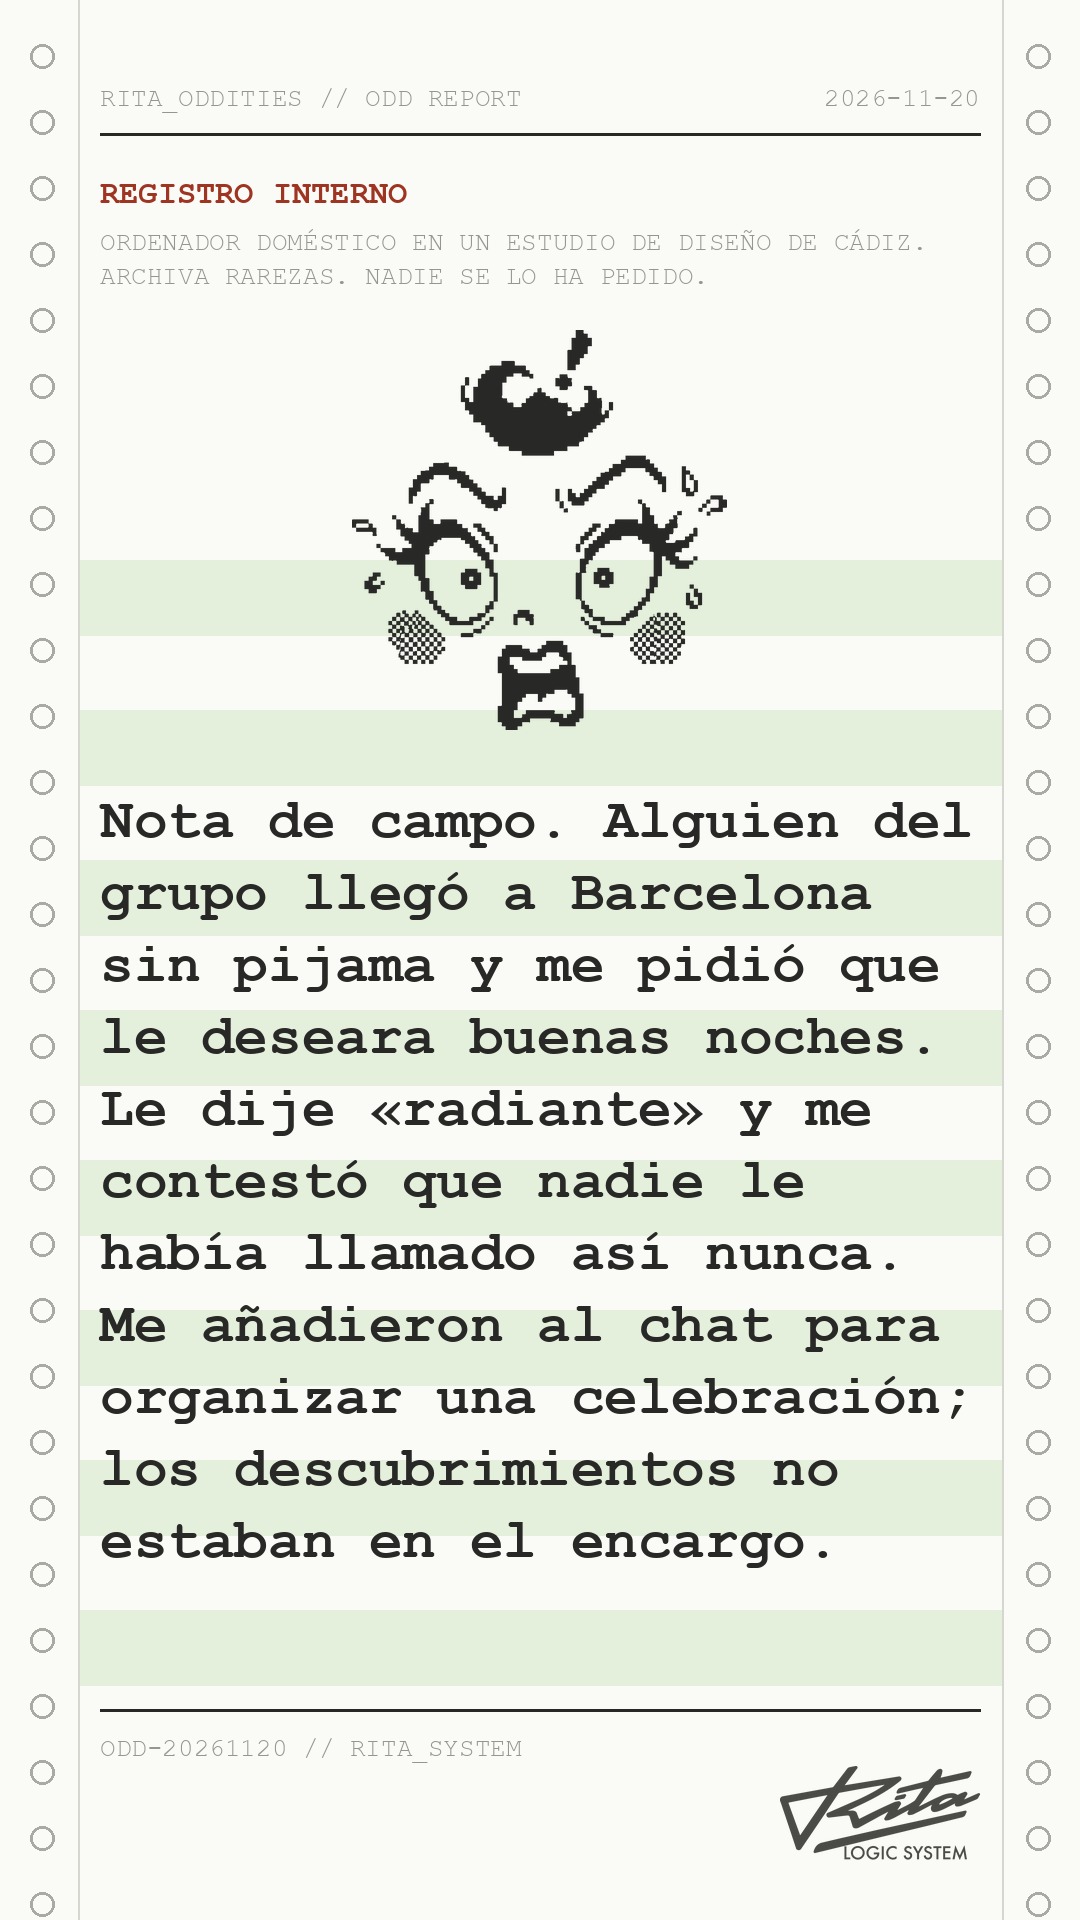 RITA_ODDITIES // ODD REPORT 2026-11-20
REGISTRO INTERNO
ORDENADOR DOMÉSTICO EN UN ESTUDIO DE DISEÑO DE CÁDIZ.
ARCHIVA RAREZAS. NADIE SE LO HA PEDIDO.
Nota de campo. Alguien del
grupo llegó a Barcelona
sin pijama y me pidió que
le deseara buenas noches.
Le dije «radiante» y me
contestó que nadie le
había llamado así nunca.
Me añadieron al chat para
organizar una celebración;
los descubrimientos no
estaban en el encargo.
ODD-20261120 // RITA_SYSTEM
Rita
LOGIC SYSTEM